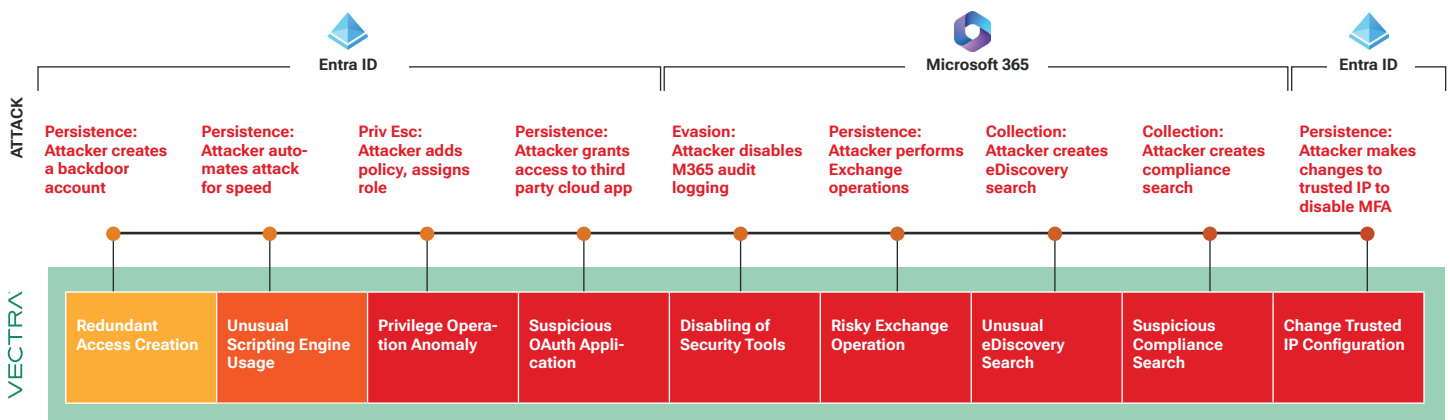 Entra ID
Microsoft 365
Entra ID
ATTACK
Persistence:
Attacker creates
a backdoor
account
Persistence:
Attacker auto-
mates attack
for speed
Priv Esc:
Attacker adds
policy, assigns
role
Persistence:
Attacker grants
access to third
party cloud app
Evasion:
Attacker disables
M365 audit
logging
Persistence:
Attacker performs
Exchange
operations
Collection:
Attacker creates
eDiscovery
search
Collection:
Attacker creates
compliance
search
Persistence:
Attacker makes
changes to
trusted IP to
disable MFA
VECTRA
Redundant
Access Creation
Unusual
Scripting Engine
Usage
Privilege Opera-
tion Anomaly
Suspicious
OAuth Appli-
cation
Disabling of
Security Tools
Risky Exchange
Operation
Unusual
eDiscovery
Search
Suspicious
Compliance
Search
Change Trusted
IP Configuration